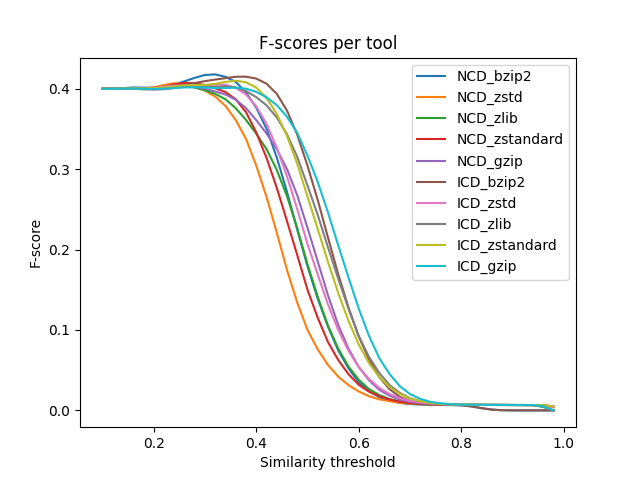 F-scores per tool
F-score
0.4
0.3
0.2
0.1
0.0
NCD_bzip2
NCD_zstd
NCD_zlib
NCD_zstandard
NCD_gzip
ICD_bzip2
ICD_zstd
ICD_zlib
ICD_zstandard
ICD_gzip
0.2 0.4 0.6 0.8 1.0
Similarity threshold